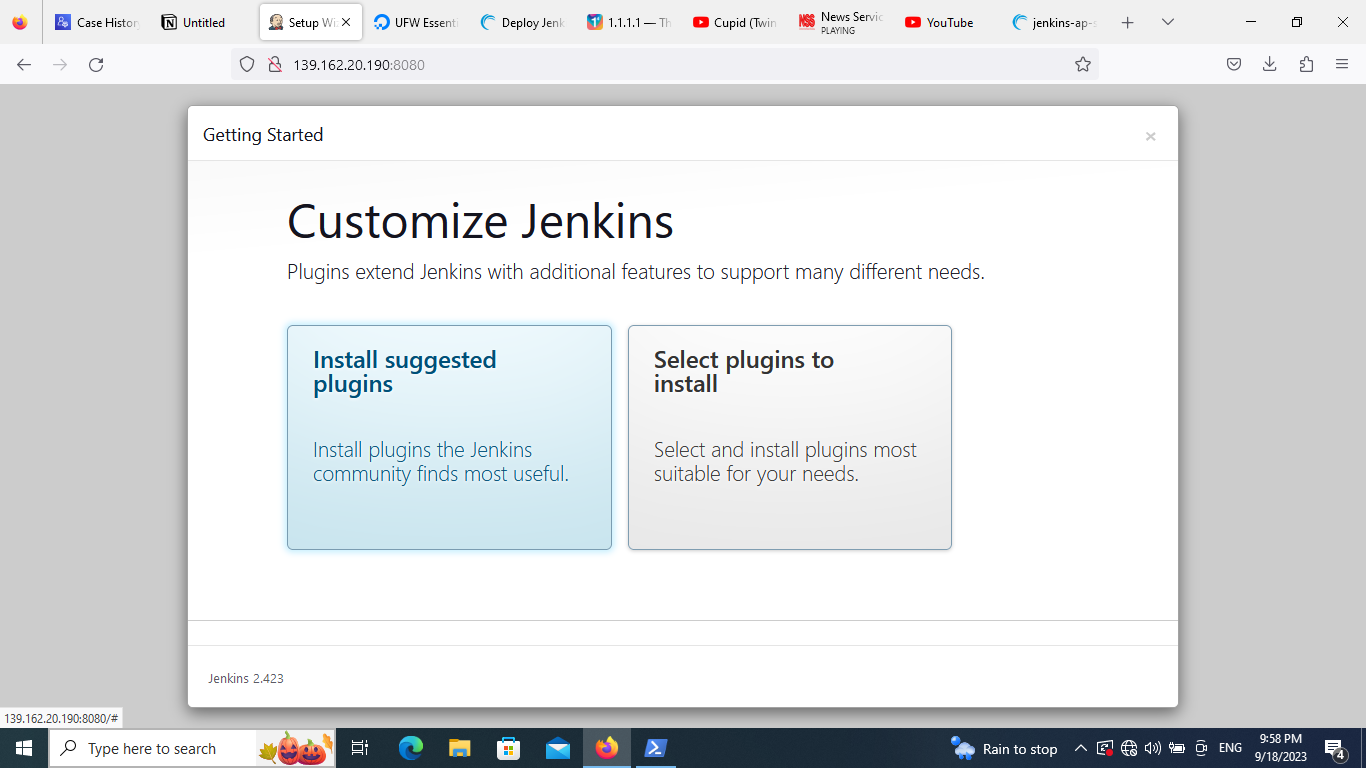 Case Histor
Untitled
Setup Wi
UFW Essenti
Deploy Jenk
1.1.1.1 — Th
Cupid (Twin
News Servic
PLAYING
YouTube
jenkins-ap-s
139.162.20.190:8080
Getting Started
Customize Jenkins
Plugins extend Jenkins with additional features to support many different needs.
Install suggested
plugins
Install plugins the Jenkins
community finds most useful.
Select plugins to
install
Select and install plugins most
suitable for your needs.
Jenkins 2.423
139.162.20.190:8080/#
Type here to search
Rain to stop
ENG
9:58 PM
9/18/2023
4